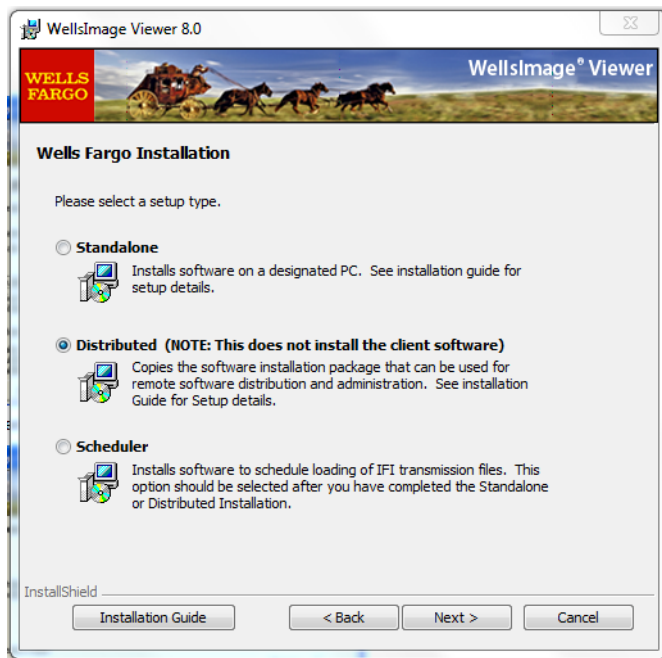 WellsImage Viewer 8.0
WELLS
FARGO
WellsImage® Viewer
Wells Fargo Installation
Please select a setup type.
Standalone
Installs software on a designated PC. See installation guide for
setup details.
Distributed (NOTE: This does not install the client software)
Copies the software installation package that can be used for
remote software distribution and administration. See installation
Guide for Setup details.
Scheduler
Installs software to schedule loading of IFI transmission files. This
option should be selected after you have completed the Standalone
or Distributed Installation.
InstallShield
Installation Guide
< Back
Next >
Cancel